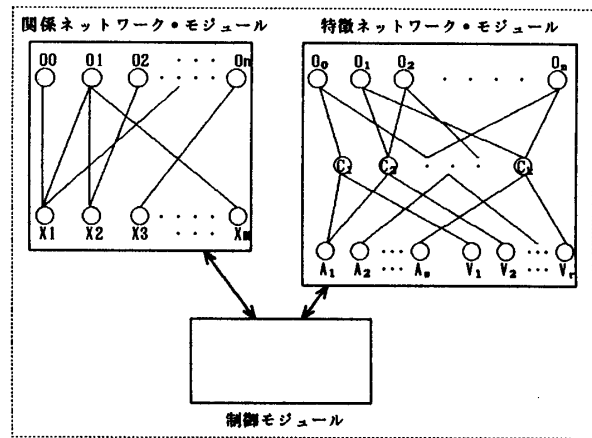 関係ネットワーク・モジュール 特徴ネットワーク・モジュール
O0 O1 O2 · · · · On
· · · · ·
O₀ O₁ O₂ · · · · Oₙ
C₁ C₂ · · · Cₖ
X1 X2 X3 · · · · Xm
A₁ A₂ ··· Aₛ V₁ V₂ ··· Vᵣ
制御モジュール